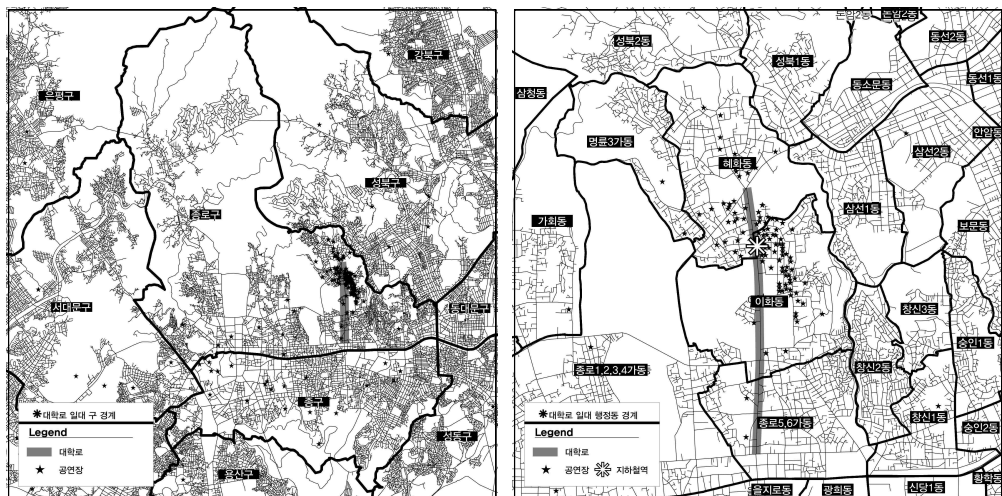 강북구
은평구
성북구
종로구
서대문구
동대문구
중구
성동구
용산구
대학로 일대 구 경계
Legend
대학로
공연장
돈암2동
돈암2동
성북2동
성북1동
동선2동
동소문동
동선1동
삼청동
안암동
명륜3가동
혜화동
삼선2동
삼선1동
가회동
보문동
이화동
창신3동
숭인1동
종로1,2,3,4가동
창신2동
창신1동
종로5,6가동
숭인2동
대학로 일대 행정동 경계
Legend
대학로
공연장 지하철역
을지로동
광희동
신당1동
황학동